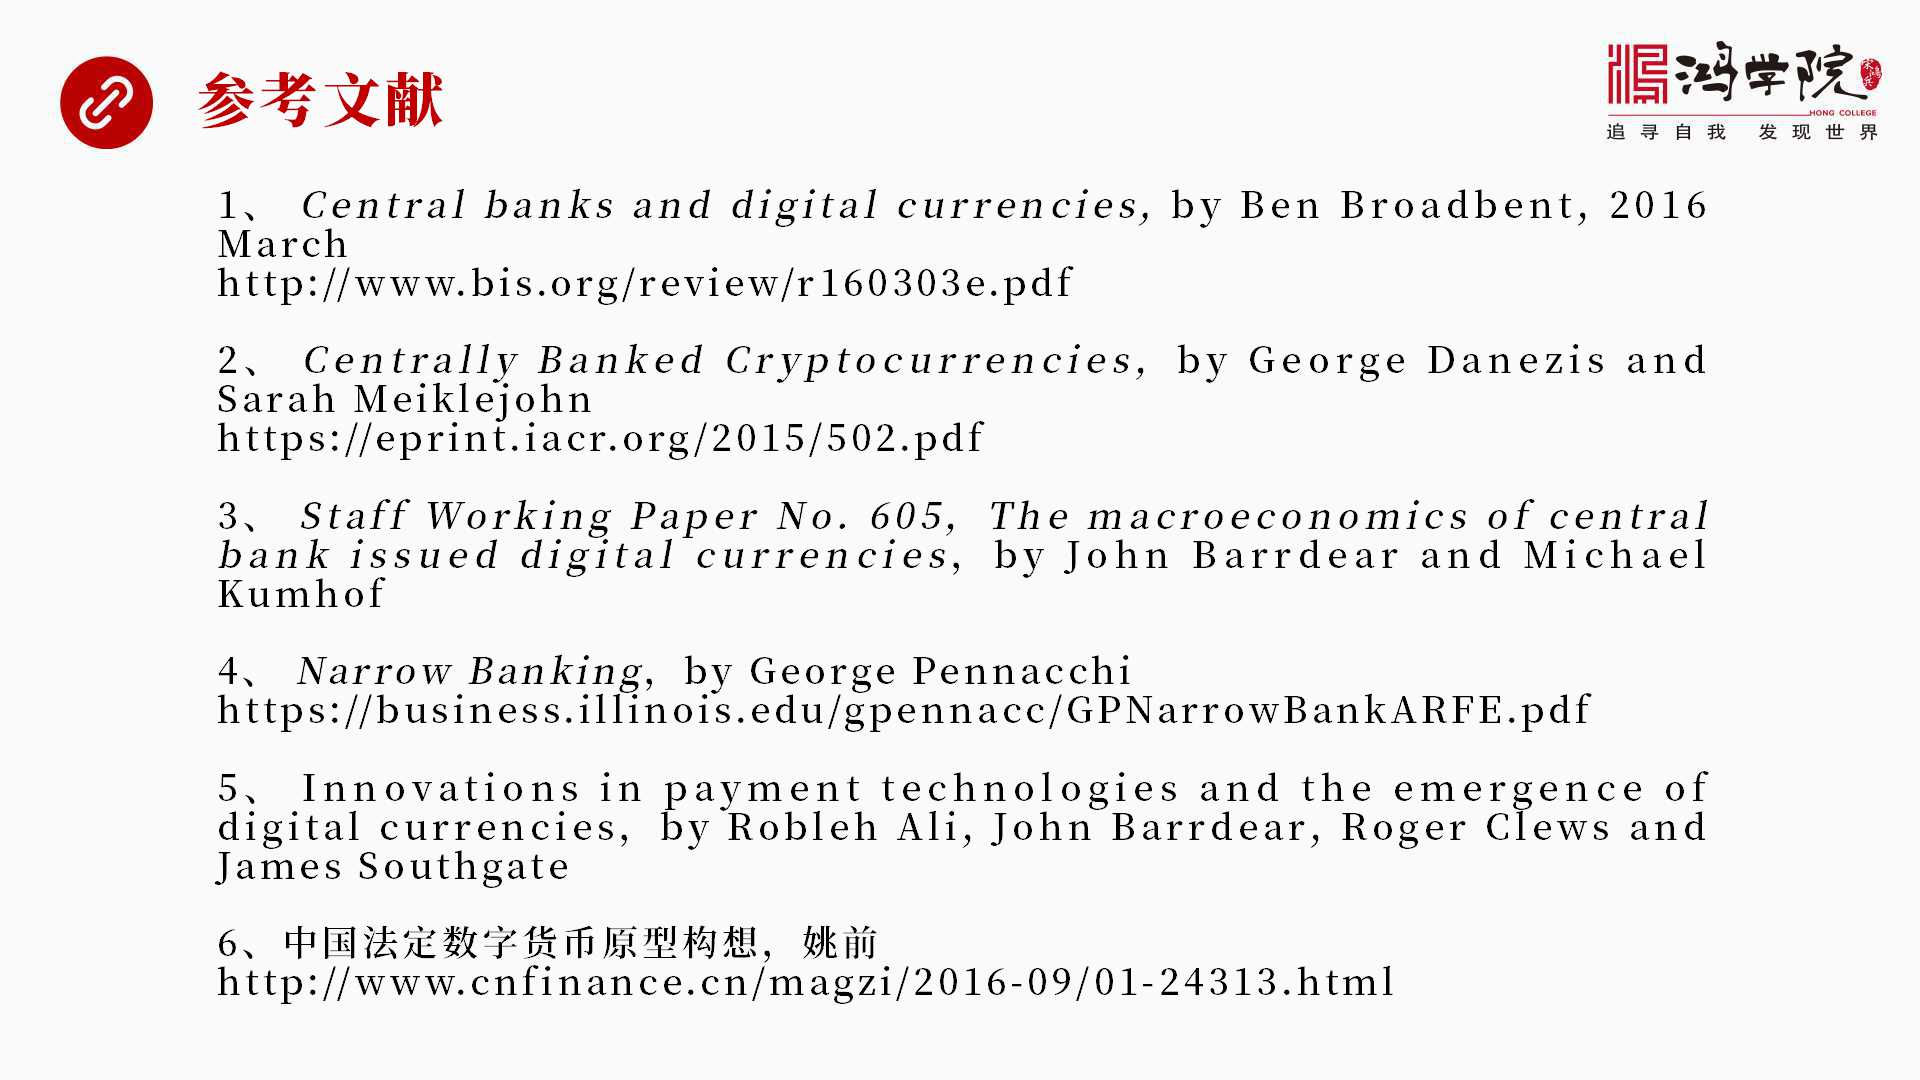 参考文献
鸿学院
宋鸿兵
HONG COLLEGE
追寻自我 发现世界
1、 Central banks and digital currencies, by Ben Broadbent, 2016
March
http://www.bis.org/review/r160303e.pdf
2、 Centrally Banked Cryptocurrencies, by George Danezis and
Sarah Meiklejohn
https://eprint.iacr.org/2015/502.pdf
3、 Staff Working Paper No. 605, The macroeconomics of central
bank issued digital currencies, by John Barrdear and Michael
Kumhof
4、 Narrow Banking, by George Pennacchi
https://business.illinois.edu/gpennacc/GPNarrowBankARFE.pdf
5、 Innovations in payment technologies and the emergence of
digital currencies, by Robleh Ali, John Barrdear, Roger Clews and
James Southgate
6、中国法定数字货币原型构想，姚前
http://www.cnfinance.cn/magzi/2016-09/01-24313.html